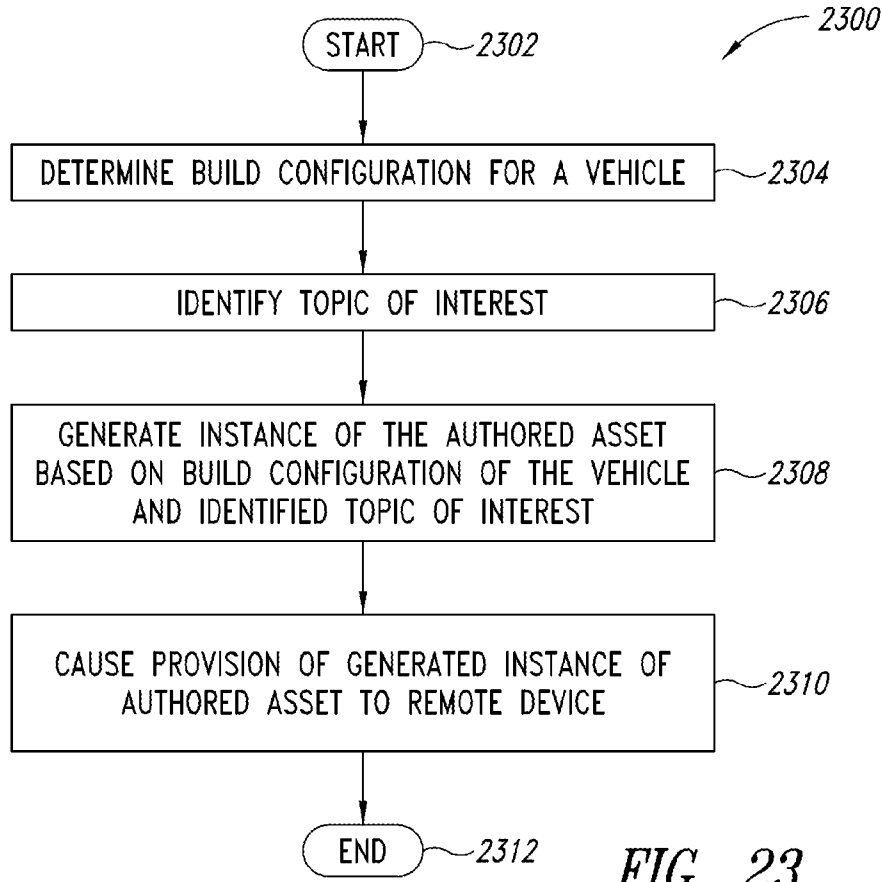 2300
START 2302
DETERMINE BUILD CONFIGURATION FOR A VEHICLE 2304
IDENTIFY TOPIC OF INTEREST 2306
GENERATE INSTANCE OF THE AUTHORED ASSET
BASED ON BUILD CONFIGURATION OF THE VEHICLE 2308
AND IDENTIFIED TOPIC OF INTEREST
CAUSE PROVISION OF GENERATED INSTANCE OF
AUTHORED ASSET TO REMOTE DEVICE 2310
END 2312
FIG. 23